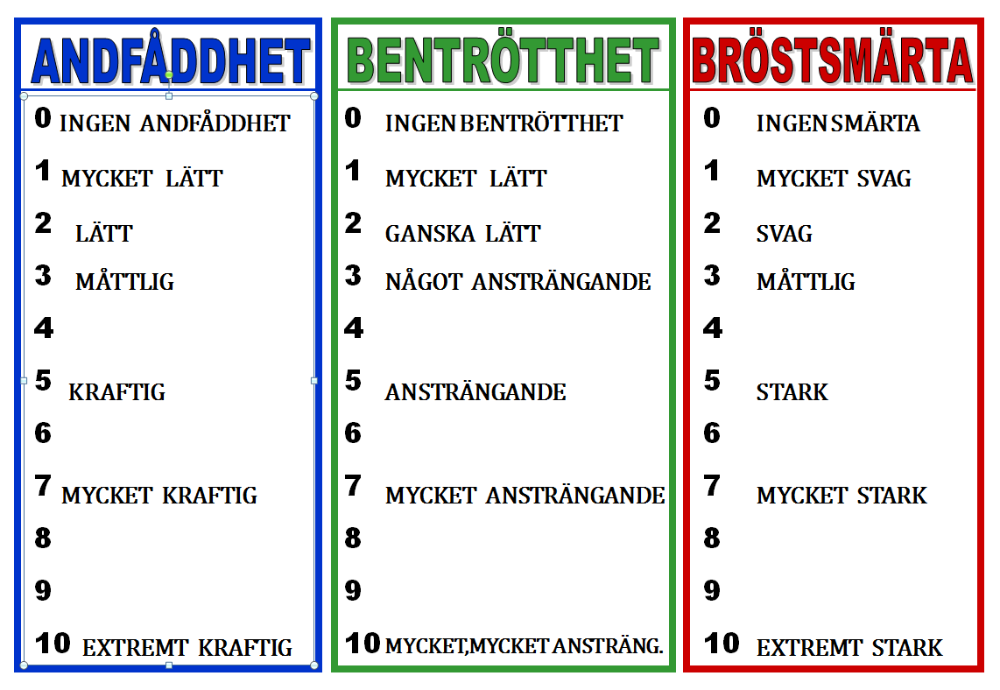 ANDFÅDDHET
0 INGEN ANDFÅDDHET
1 MYCKET LÄTT
2 LÄTT
3 MÅTTLIG
4
5 KRAFTIG
6
7 MYCKET KRAFTIG
8
9
10 EXTREMT KRAFTIG
BENTRÖTTHET
0 INGEN BENTRÖTTHET
1 MYCKET LÄTT
2 GANSKA LÄTT
3 NÅGOT ANSTRÄNGANDE
4
5 ANSTRÄNGANDE
6
7 MYCKET ANSTRÄNGANDE
8
9
10 MYCKET,MYCKET ANSTRÄNG.
BRÖSTSMÄRTA
0 INGEN SMÄRTA
1 MYCKET SVAG
2 SVAG
3 MÅTTLIG
4
5 STARK
6
7 MYCKET STARK
8
9
10 EXTREMT STARK